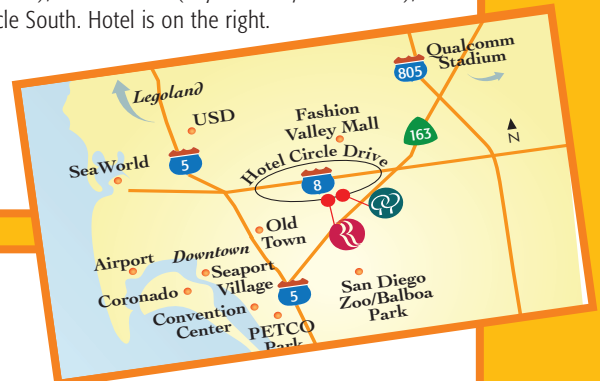 cle South. Hotel is on the right.
Legoland
USD
SeaWorld
5
Fashion
Valley Mall
Hotel Circle Drive
8
805
Qualcomm
Stadium
163
N
Old
Town
Airport
Downtown
Seaport
Village
Coronado
5
Convention
Center
PETCO
Park
San Diego
Zoo/Balboa
Park